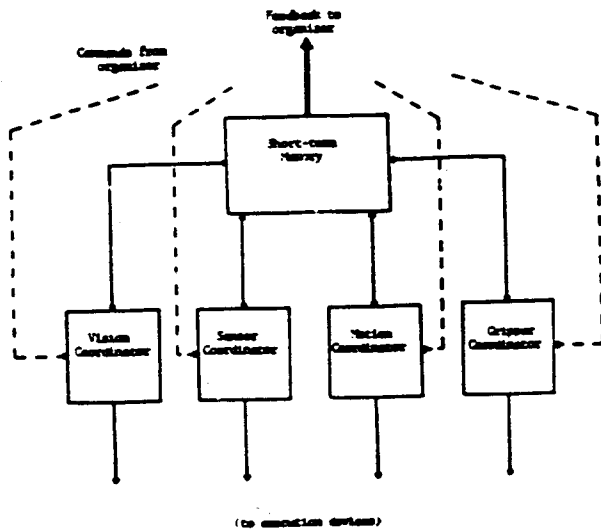 Feedback to
organizer
Commands from
organizer
Short-term
Memory
Vision
Coordinator
Sensor
Coordinator
Motion
Coordinator
Gripper
Coordinator
(to execution devices)